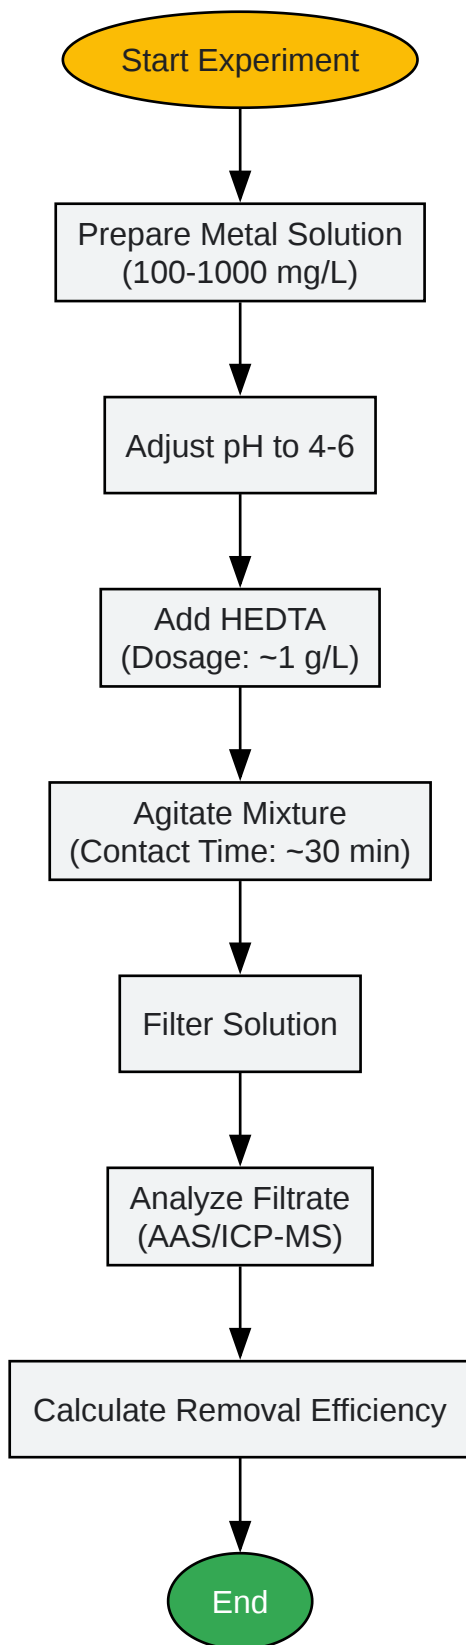 Start Experiment
Prepare Metal Solution
(100-1000 mg/L)
Adjust pH to 4-6
Add HEDTA
(Dosage: ~1 g/L)
Agitate Mixture
(Contact Time: ~30 min)
Filter Solution
Analyze Filtrate
(AAS/ICP-MS)
Calculate Removal Efficiency
End